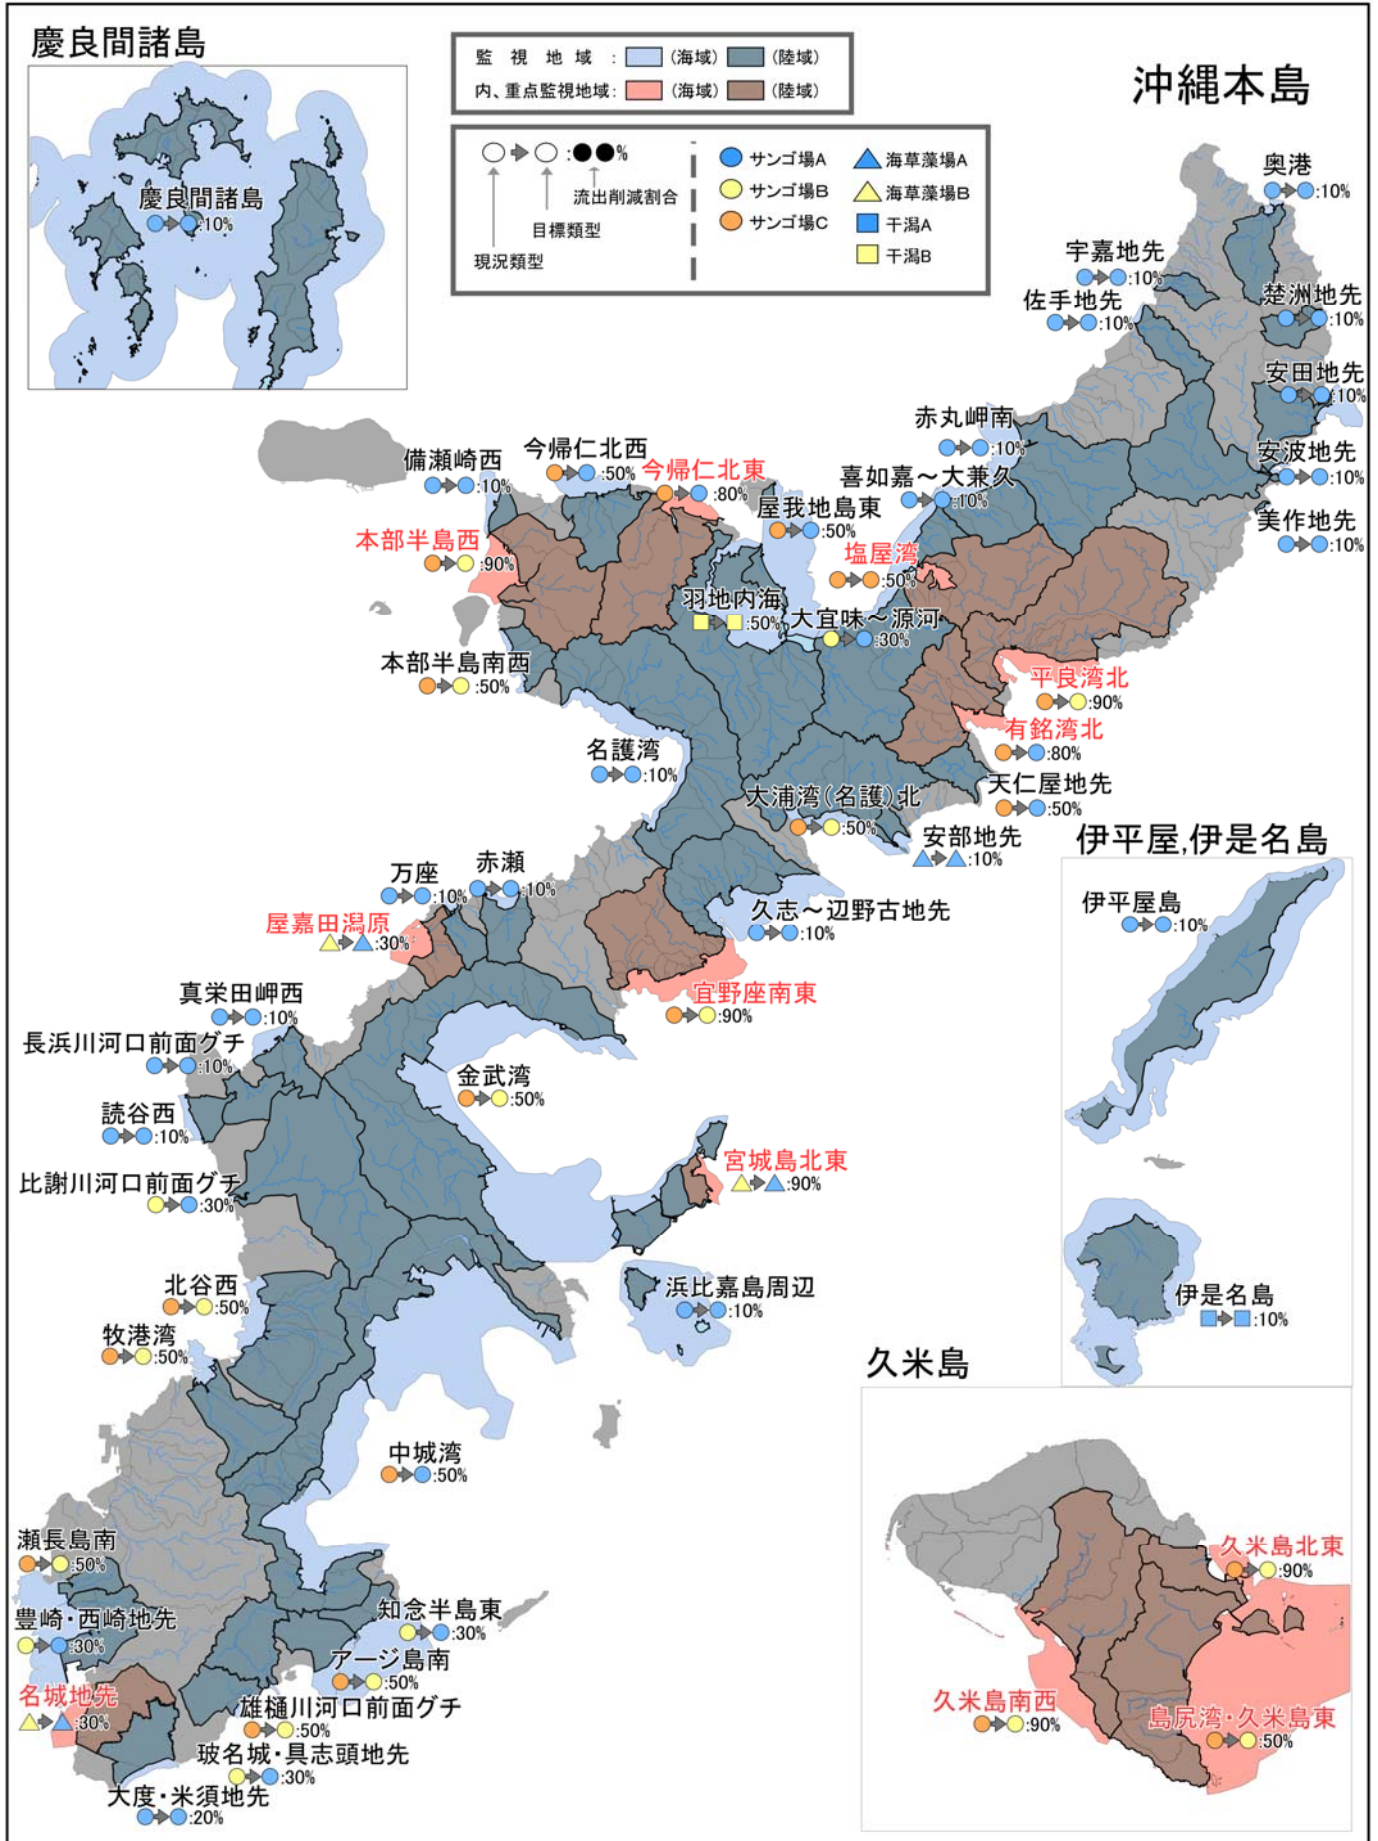 慶良間諸島
監視地域：(海域) (陸域)
内、重点監視地域：(海域) (陸域)
沖縄本島
:●●%
流出削減割合
目標類型
現況類型
サンゴ場A
サンゴ場B
サンゴ場C
海草藻場A
海草藻場B
干潟A
干潟B
慶良間諸島
:10%
奥港
:10%
宇嘉地先
:10%
佐手地先
:10%
楚洲地先
:10%
安田地先
:10%
赤丸岬南
:10%
安波地先
:10%
喜如嘉～大兼久
:10%
美作地先
:10%
備瀬崎西
:10%
今帰仁北西
:50%
今帰仁北東
:80%
屋我地島東
:50%
塩屋湾
:50%
本部半島西
:90%
羽地内海
:50%
大宜味～源河
:30%
本部半島南西
:50%
平良湾北
:90%
有銘湾北
:80%
名護湾
:10%
天仁屋地先
:50%
大浦湾(名護)北
:50%
安部地先
:10%
万座
:10%
赤瀬
:10%
屋嘉田潟原
:30%
久志～辺野古地先
:10%
宜野座南東
:90%
真栄田岬西
:10%
長浜川河口前面グチ
:10%
金武湾
:50%
読谷西
:10%
比謝川河口前面グチ
:30%
宮城島北東
:90%
北谷西
:50%
浜比嘉島周辺
:10%
牧港湾
:50%
中城湾
:50%
瀬長島南
:50%
豊崎・西崎地先
:30%
知念半島東
:30%
アージ島南
:50%
名城地先
:30%
雄樋川河口前面グチ
:50%
玻名城・具志頭地先
:30%
大度・米須地先
:20%
伊平屋,伊是名島
伊平屋島
:10%
伊是名島
:10%
久米島
久米島北東
:90%
久米島南西
:90%
島尻湾・久米島東
:50%